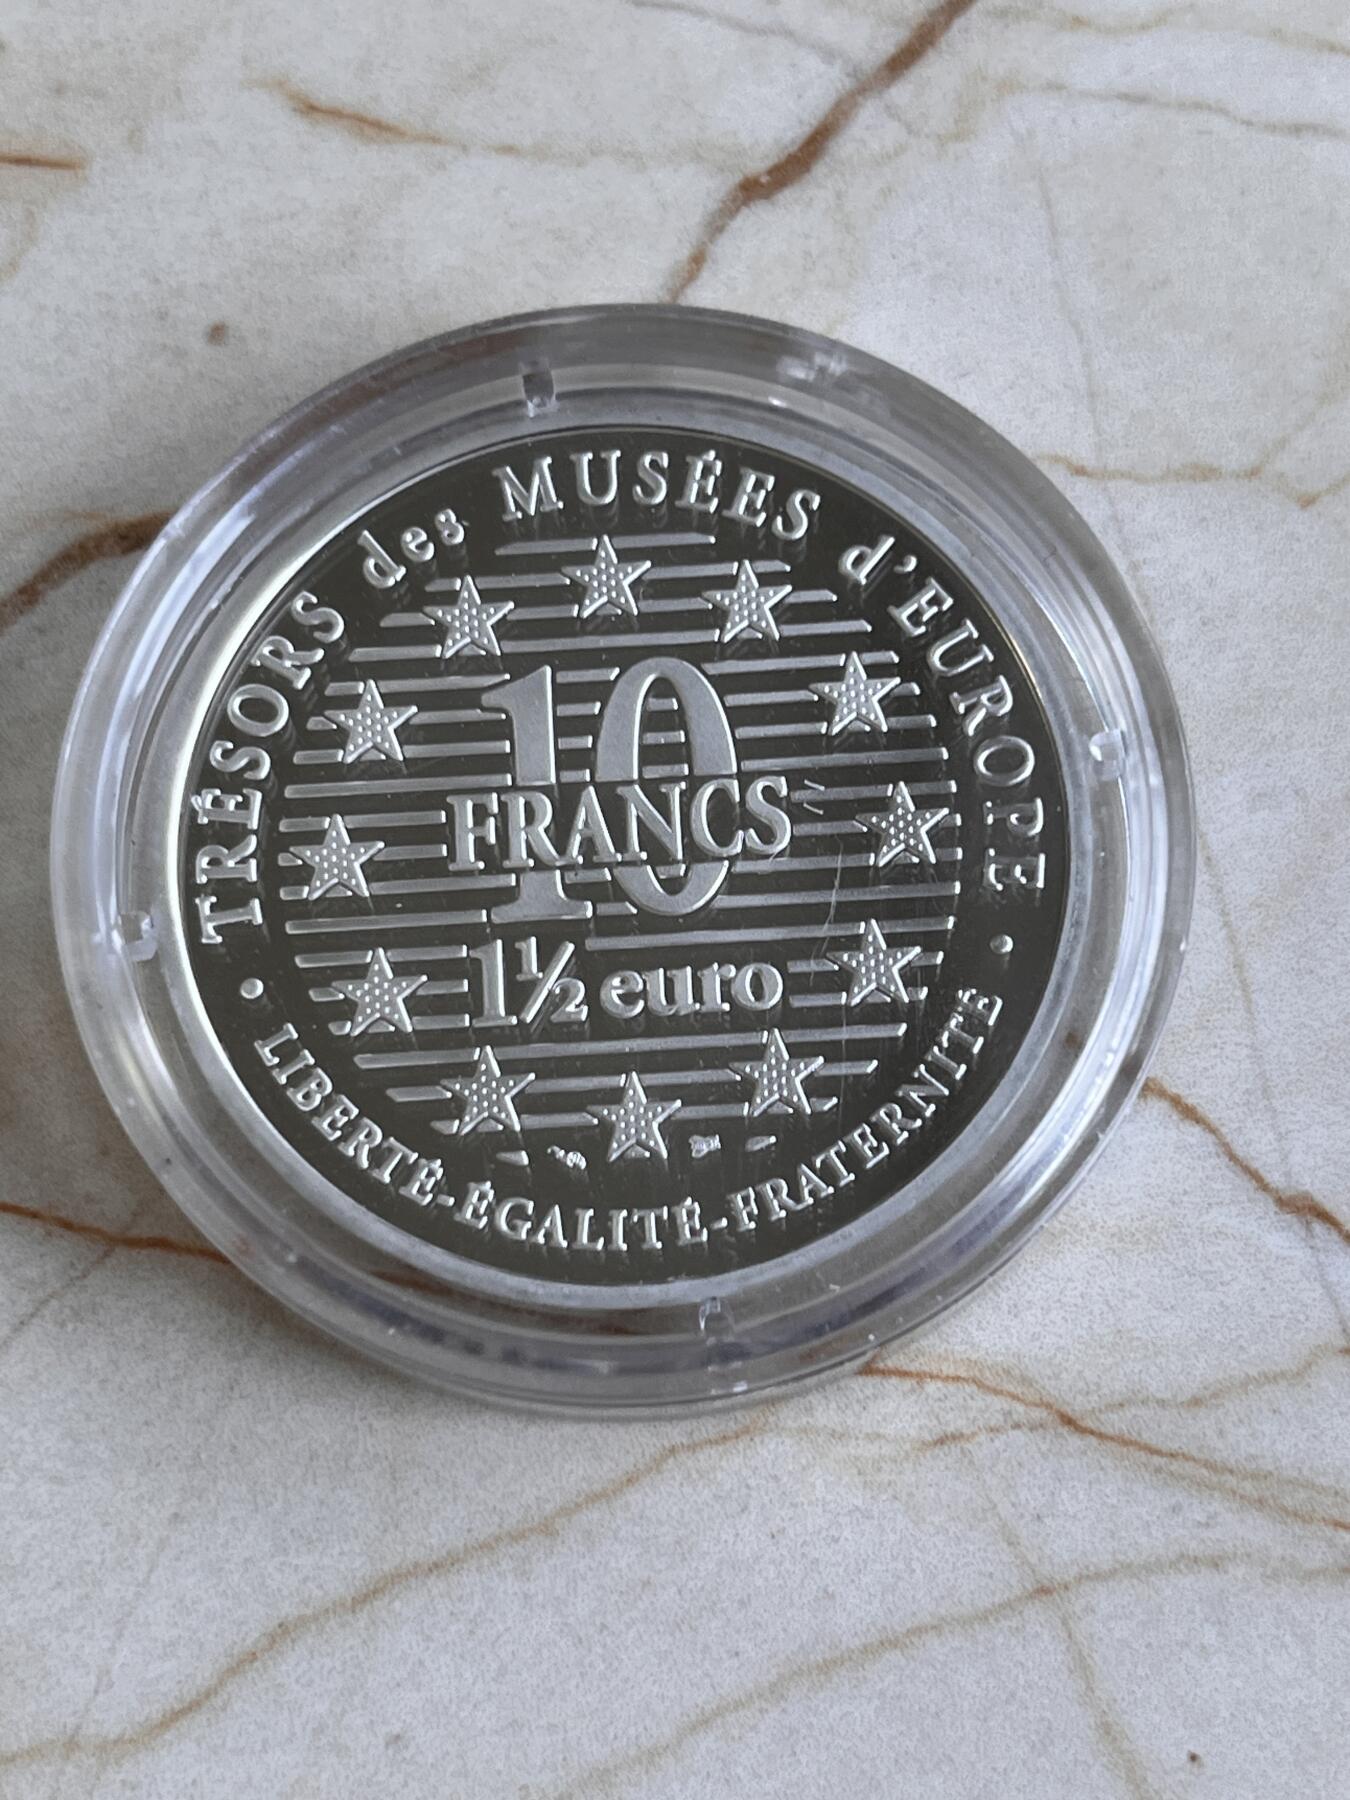 TRÉSORS des MUSÉES d'EUROPE
10
FRANCS
1½ euro
• LIBERTÉ-ÉGALITÉ-FRATERNITÉ •